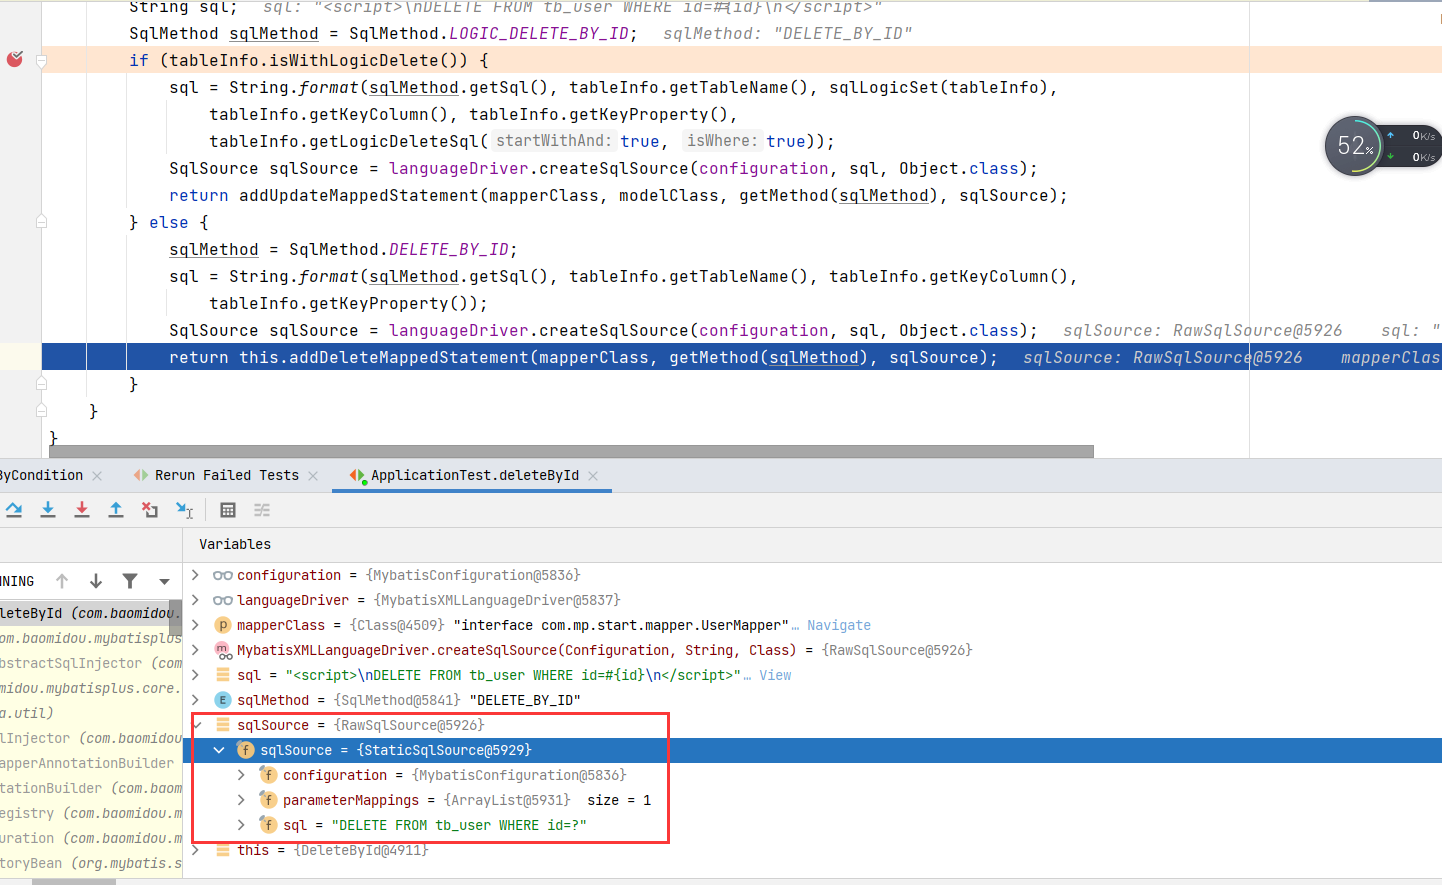 String sql;   sql: "<script>\nDELETE FROM tb_user WHERE id=#{id}\n</script>"
SqlMethod sqlMethod = SqlMethod.LOGIC_DELETE_BY_ID;   sqlMethod: "DELETE_BY_ID"
if (tableInfo.isWithLogicDelete()) {
sql = String.format(sqlMethod.getSql(), tableInfo.getTableName(), sqlLogicSet(tableInfo),
tableInfo.getKeyColumn(), tableInfo.getKeyProperty(),
tableInfo.getLogicDeleteSql( startWithAnd: true, isWhere: true));
SqlSource sqlSource = languageDriver.createSqlSource(configuration, sql, Object.class);
return addUpdateMappedStatement(mapperClass, modelClass, getMethod(sqlMethod), sqlSource);
} else {
sqlMethod = SqlMethod.DELETE_BY_ID;
sql = String.format(sqlMethod.getSql(), tableInfo.getTableName(), tableInfo.getKeyColumn(),
tableInfo.getKeyProperty());
SqlSource sqlSource = languageDriver.createSqlSource(configuration, sql, Object.class);   sqlSource: RawSqlSource@5926    sql: "
return this.addDeleteMappedStatement(mapperClass, getMethod(sqlMethod), sqlSource);   sqlSource: RawSqlSource@5926    mapperClas
}
}
}
52%
0K/s
0K/s
ByCondition
Rerun Failed Tests
ApplicationTest.deleteById
Variables
NING
leteById (com.baomidou.
om.baomidou.mybatisplus
bstractSqlInjector (com
midou.mybatisplus.core.
a.util)
lInjector (com.baomidou
apperAnnotationBuilder
tationBuilder (com.baom
egistry (com.baomidou.m
uration (com.baomidou.m
toryBean (org.mybatis.s
configuration = {MybatisConfiguration@5836}
languageDriver = {MybatisXMLLanguageDriver@5837}
mapperClass = {Class@4509} "interface com.mp.start.mapper.UserMapper"… Navigate
MybatisXMLLanguageDriver.createSqlSource(Configuration, String, Class) = {RawSqlSource@5926}
sql = "<script>\nDELETE FROM tb_user WHERE id=#{id}\n</script>"… View
sqlMethod = {SqlMethod@5841} "DELETE_BY_ID"
sqlSource = {RawSqlSource@5926}
sqlSource = {StaticSqlSource@5929}
configuration = {MybatisConfiguration@5836}
parameterMappings = {ArrayList@5931}  size = 1
sql = "DELETE FROM tb_user WHERE id=?"
this = {DeleteById@4911}